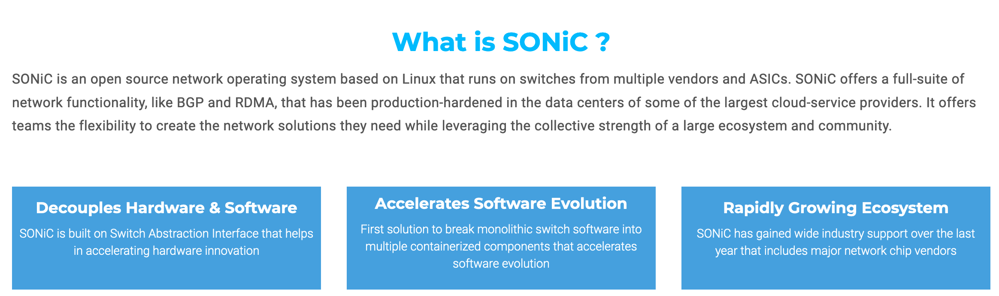 What is SONiC ?
SONiC is an open source network operating system based on Linux that runs on switches from multiple vendors and ASICs. SONiC offers a full-suite of
network functionality, like BGP and RDMA, that has been production-hardened in the data centers of some of the largest cloud-service providers. It offers
teams the flexibility to create the network solutions they need while leveraging the collective strength of a large ecosystem and community.
Decouples Hardware & Software
SONiC is built on Switch Abstraction Interface that helps
in accelerating hardware innovation
Accelerates Software Evolution
First solution to break monolithic switch software into
multiple containerized components that accelerates
software evolution
Rapidly Growing Ecosystem
SONiC has gained wide industry support over the last
year that includes major network chip vendors